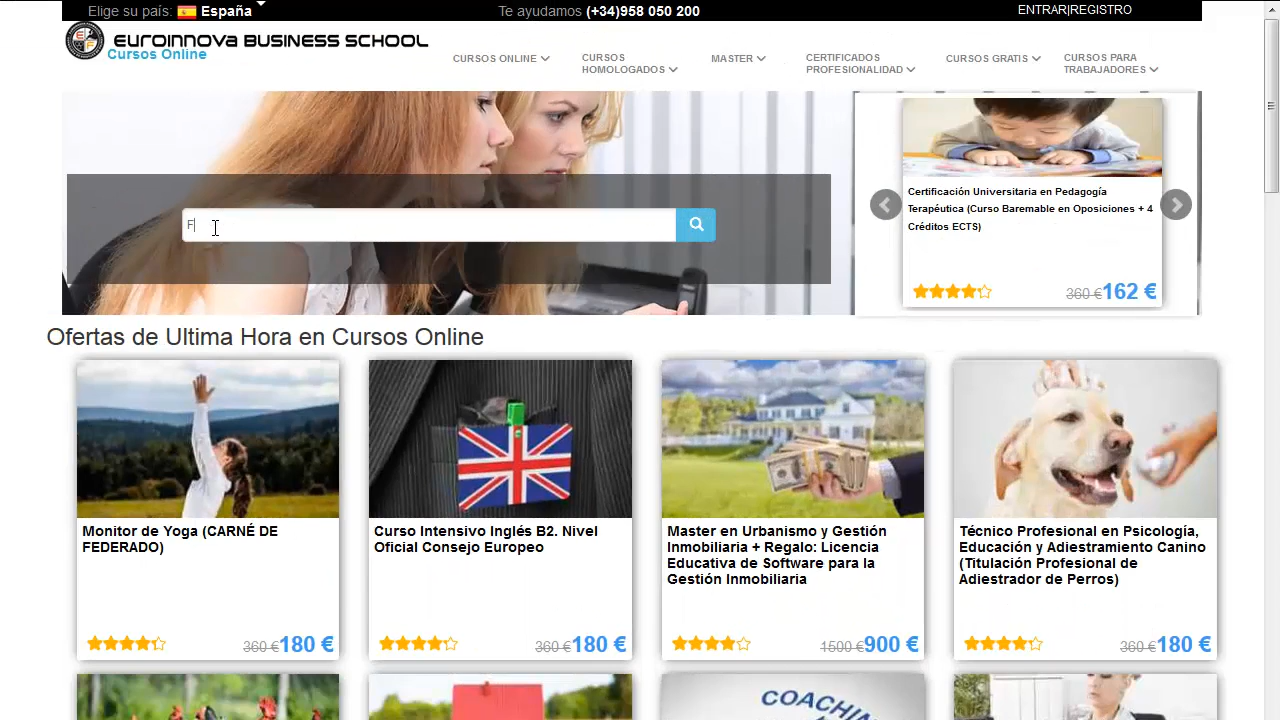 Elige su país: España
Te ayudamos (+34)958 050 200
ENTRAR|REGISTRO
EUROINNOVA BUSINESS SCHOOL
Cursos Online
CURSOS ONLINE
CURSOS
HOMOLOGADOS
MASTER
CERTIFICADOS
PROFESIONALIDAD
CURSOS GRATIS
CURSOS PARA
TRABAJADORES
F
Certificación Universitaria en Pedagogía
Terapéutica (Curso Baremable en Oposiciones + 4
Créditos ECTS)
360 € 162 €
Ofertas de Ultima Hora en Cursos Online
Monitor de Yoga (CARNÉ DE
FEDERADO)
360 € 180 €
Curso Intensivo Inglés B2. Nivel
Oficial Consejo Europeo
360 € 180 €
Master en Urbanismo y Gestión
Inmobiliaria + Regalo: Licencia
Educativa de Software para la
Gestión Inmobiliaria
1500 € 900 €
Técnico Profesional en Psicología,
Educación y Adiestramiento Canino
(Titulación Profesional de
Adiestrador de Perros)
360 € 180 €